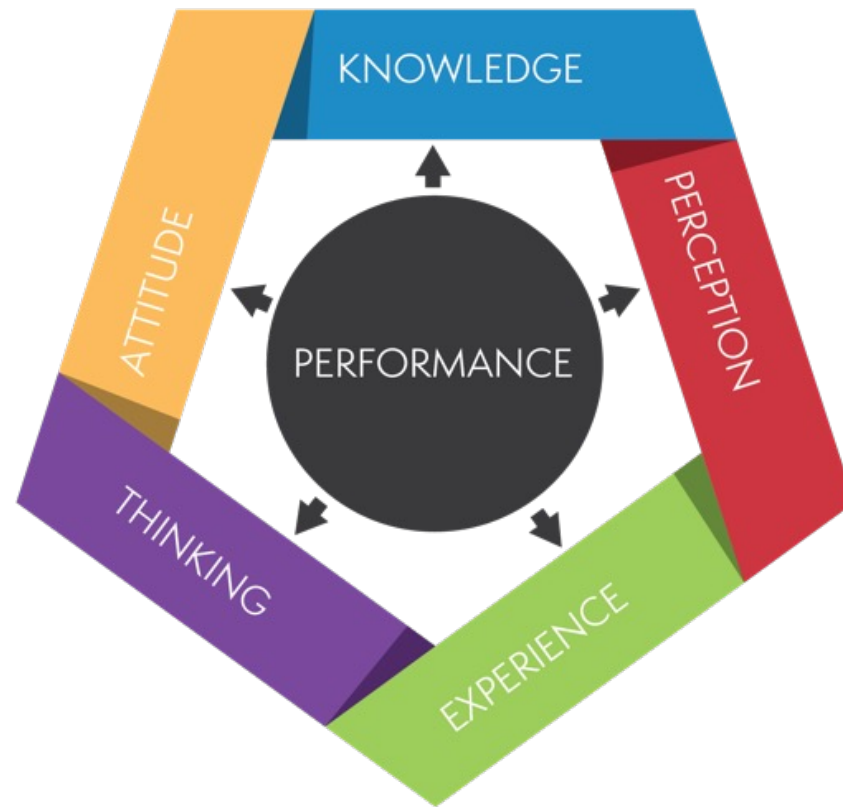 KNOWLEDGE
PERCEPTION
EXPERIENCE
THINKING
ATTITUDE
PERFORMANCE